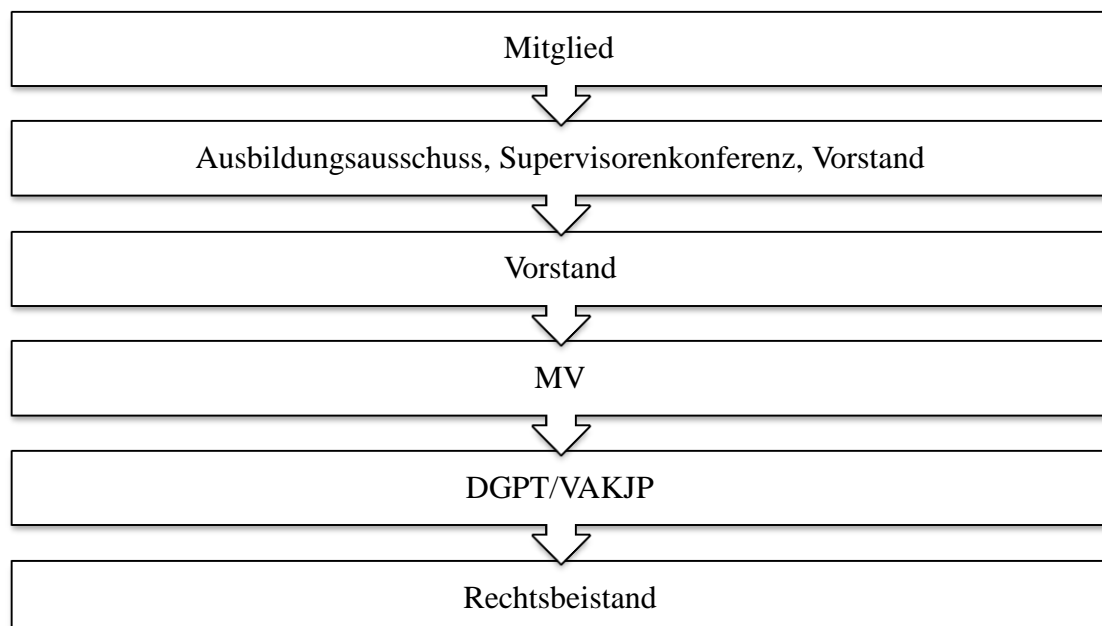 Mitglied
Ausbildungsausschuss, Supervisorenkonferenz, Vorstand
Vorstand
MV
DGPT/VAKJP
Rechtsbeistand